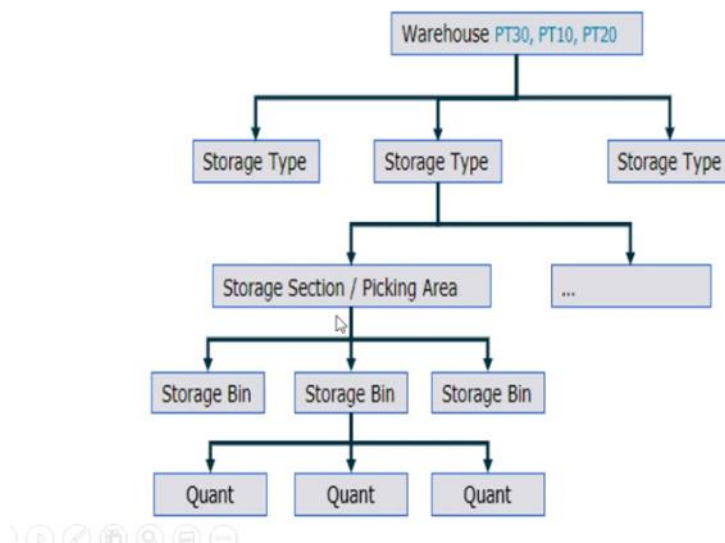 Warehouse PT30, PT10, PT20
Storage Type
Storage Type
Storage Type
Storage Section / Picking Area
...
Storage Bin
Storage Bin
Storage Bin
Quant
Quant
Quant